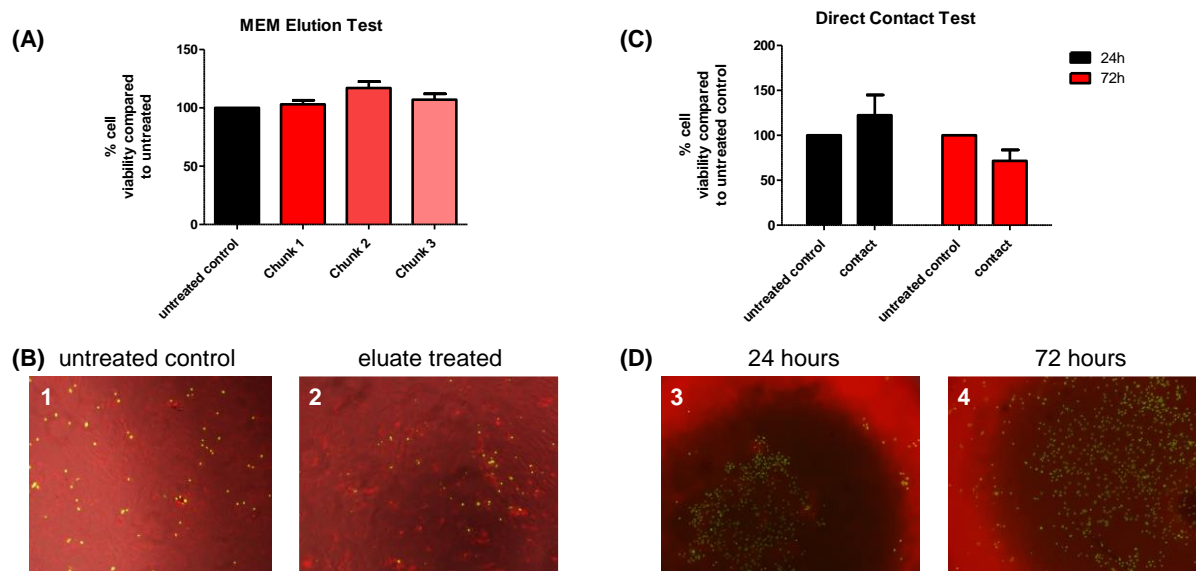 (A)
MEM Elution Test
% cell
viability compared
to untreated
150
100
50
0
untreated control
Chunk 1
Chunk 2
Chunk 3
(C)
Direct Contact Test
% cell
viability compared
to untreated control
200
150
100
50
0
untreated control
contact
untreated control
contact
24h
72h
(B)
untreated control
eluate treated
1
2
(D)
24 hours
72 hours
3
4